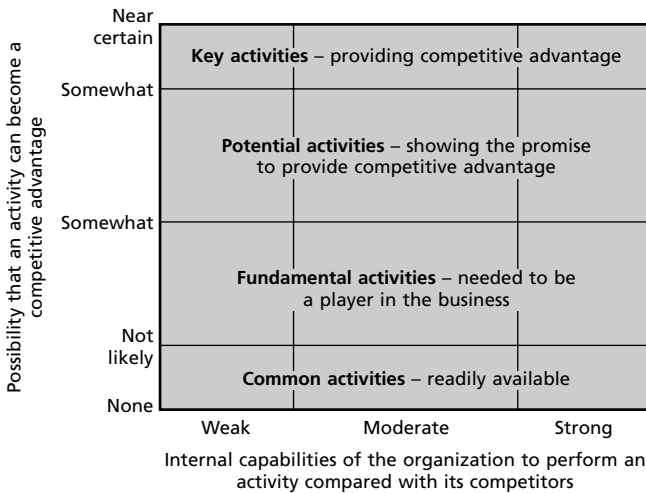 Near
certain
Key activities – providing competitive advantage
Somewhat
Potential activities – showing the promise
to provide competitive advantage
Somewhat
Fundamental activities – needed to be
a player in the business
Not
likely
Common activities – readily available
None
Possibility that an activity can become a
competitive advantage
Weak
Moderate
Strong
Internal capabilities of the organization to perform an
activity compared with its competitors